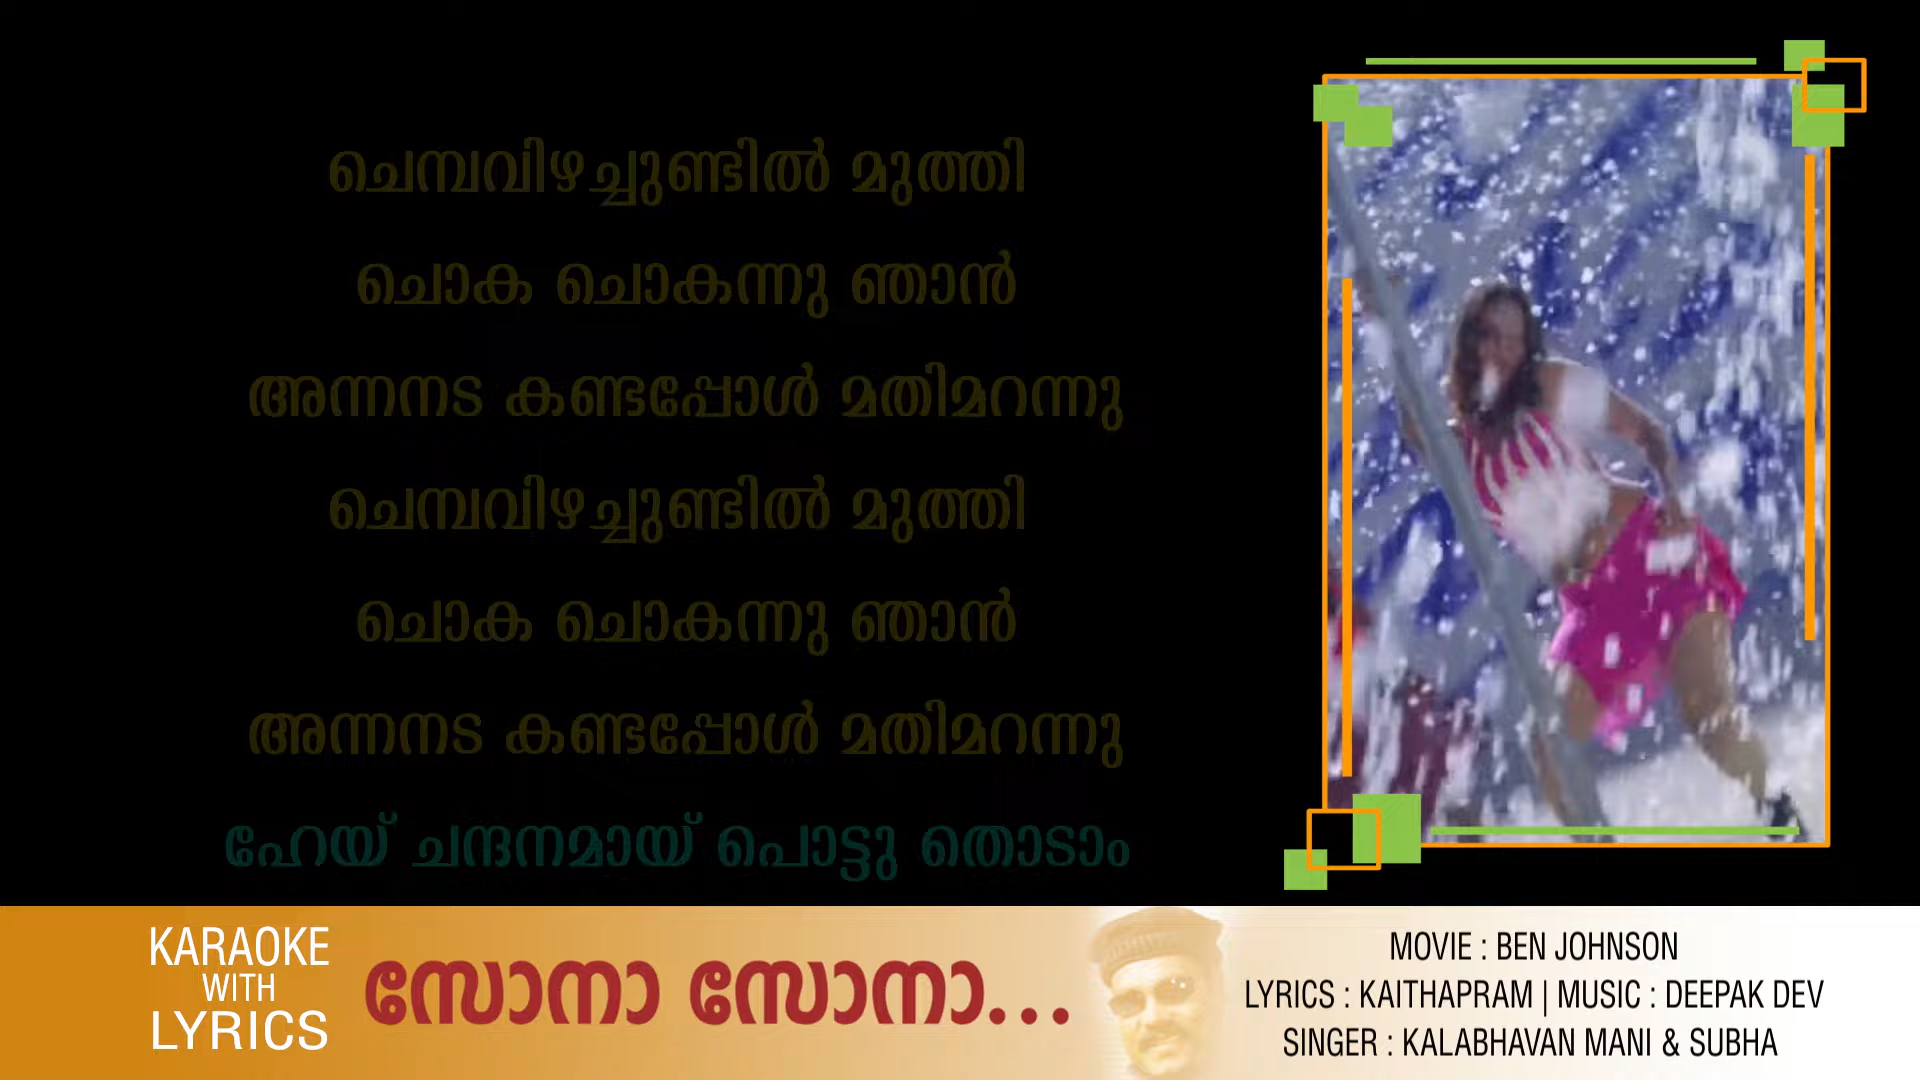 ചെമ്പവിഴച്ചുണ്ടിൽ മുത്തി
ചൊക ചൊകന്നു ഞാൻ
അന്നനട കണ്ടപ്പോൾ മതിമറന്നു
ചെമ്പവിഴച്ചുണ്ടിൽ മുത്തി
ചൊക ചൊകന്നു ഞാൻ
അന്നനട കണ്ടപ്പോൾ മതിമറന്നു
ഹേയ് ചന്ദനമായ് പൊട്ടു തൊടാം
KARAOKE
WITH
LYRICS
സോനാ സോനാ...
MOVIE : BEN JOHNSON
LYRICS : KAITHAPRAM | MUSIC : DEEPAK DEV
SINGER : KALABHAVAN MANI & SUBHA